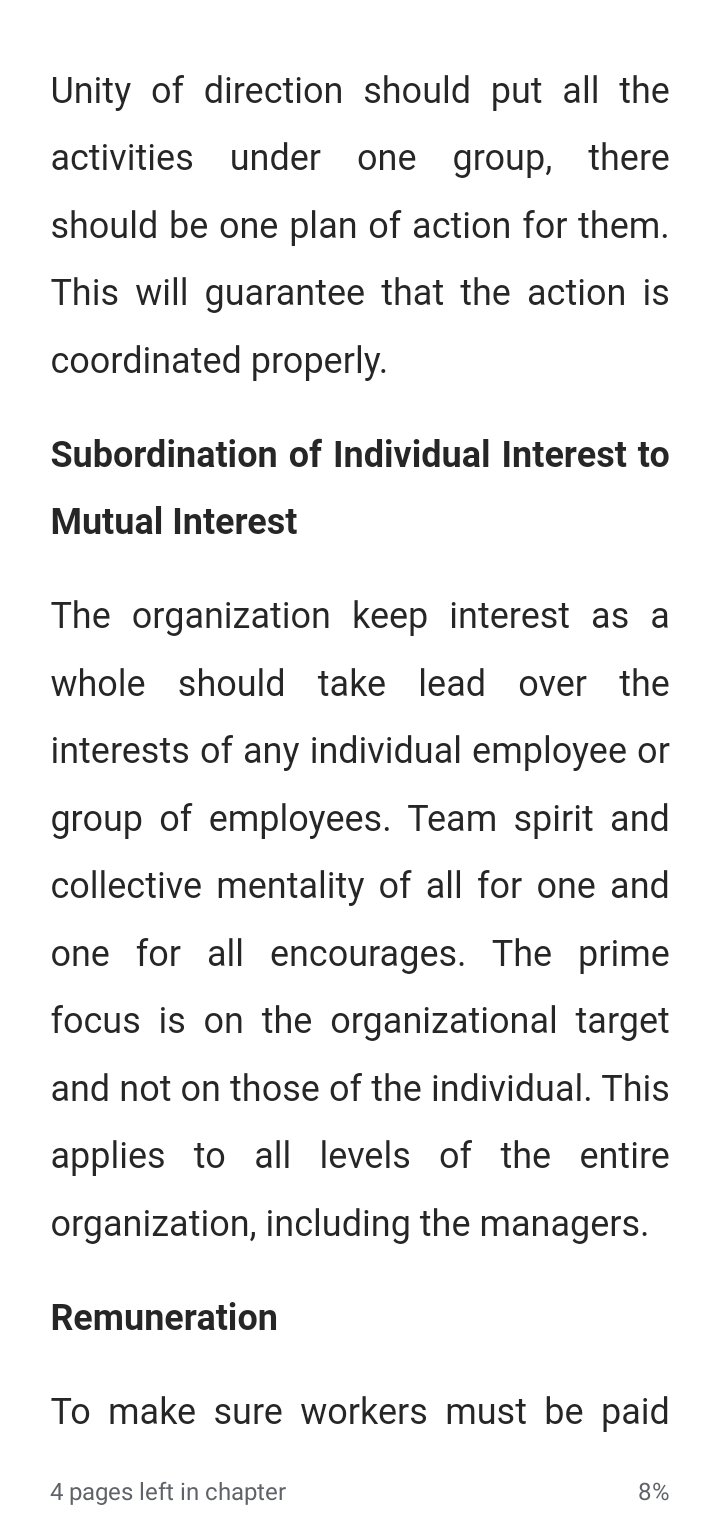 Unity of direction should put all the
activities under one group, there
should be one plan of action for them.
This will guarantee that the action is
coordinated properly.
Subordination of Individual Interest to
Mutual Interest
The organization keep interest as a
whole should take lead over the
interests of any individual employee or
group of employees. Team spirit and
collective mentality of all for one and
one for all encourages. The prime
focus is on the organizational target
and not on those of the individual. This
applies to all levels of the entire
organization, including the managers.
Remuneration
To make sure workers must be paid
4 pages left in chapter 8%